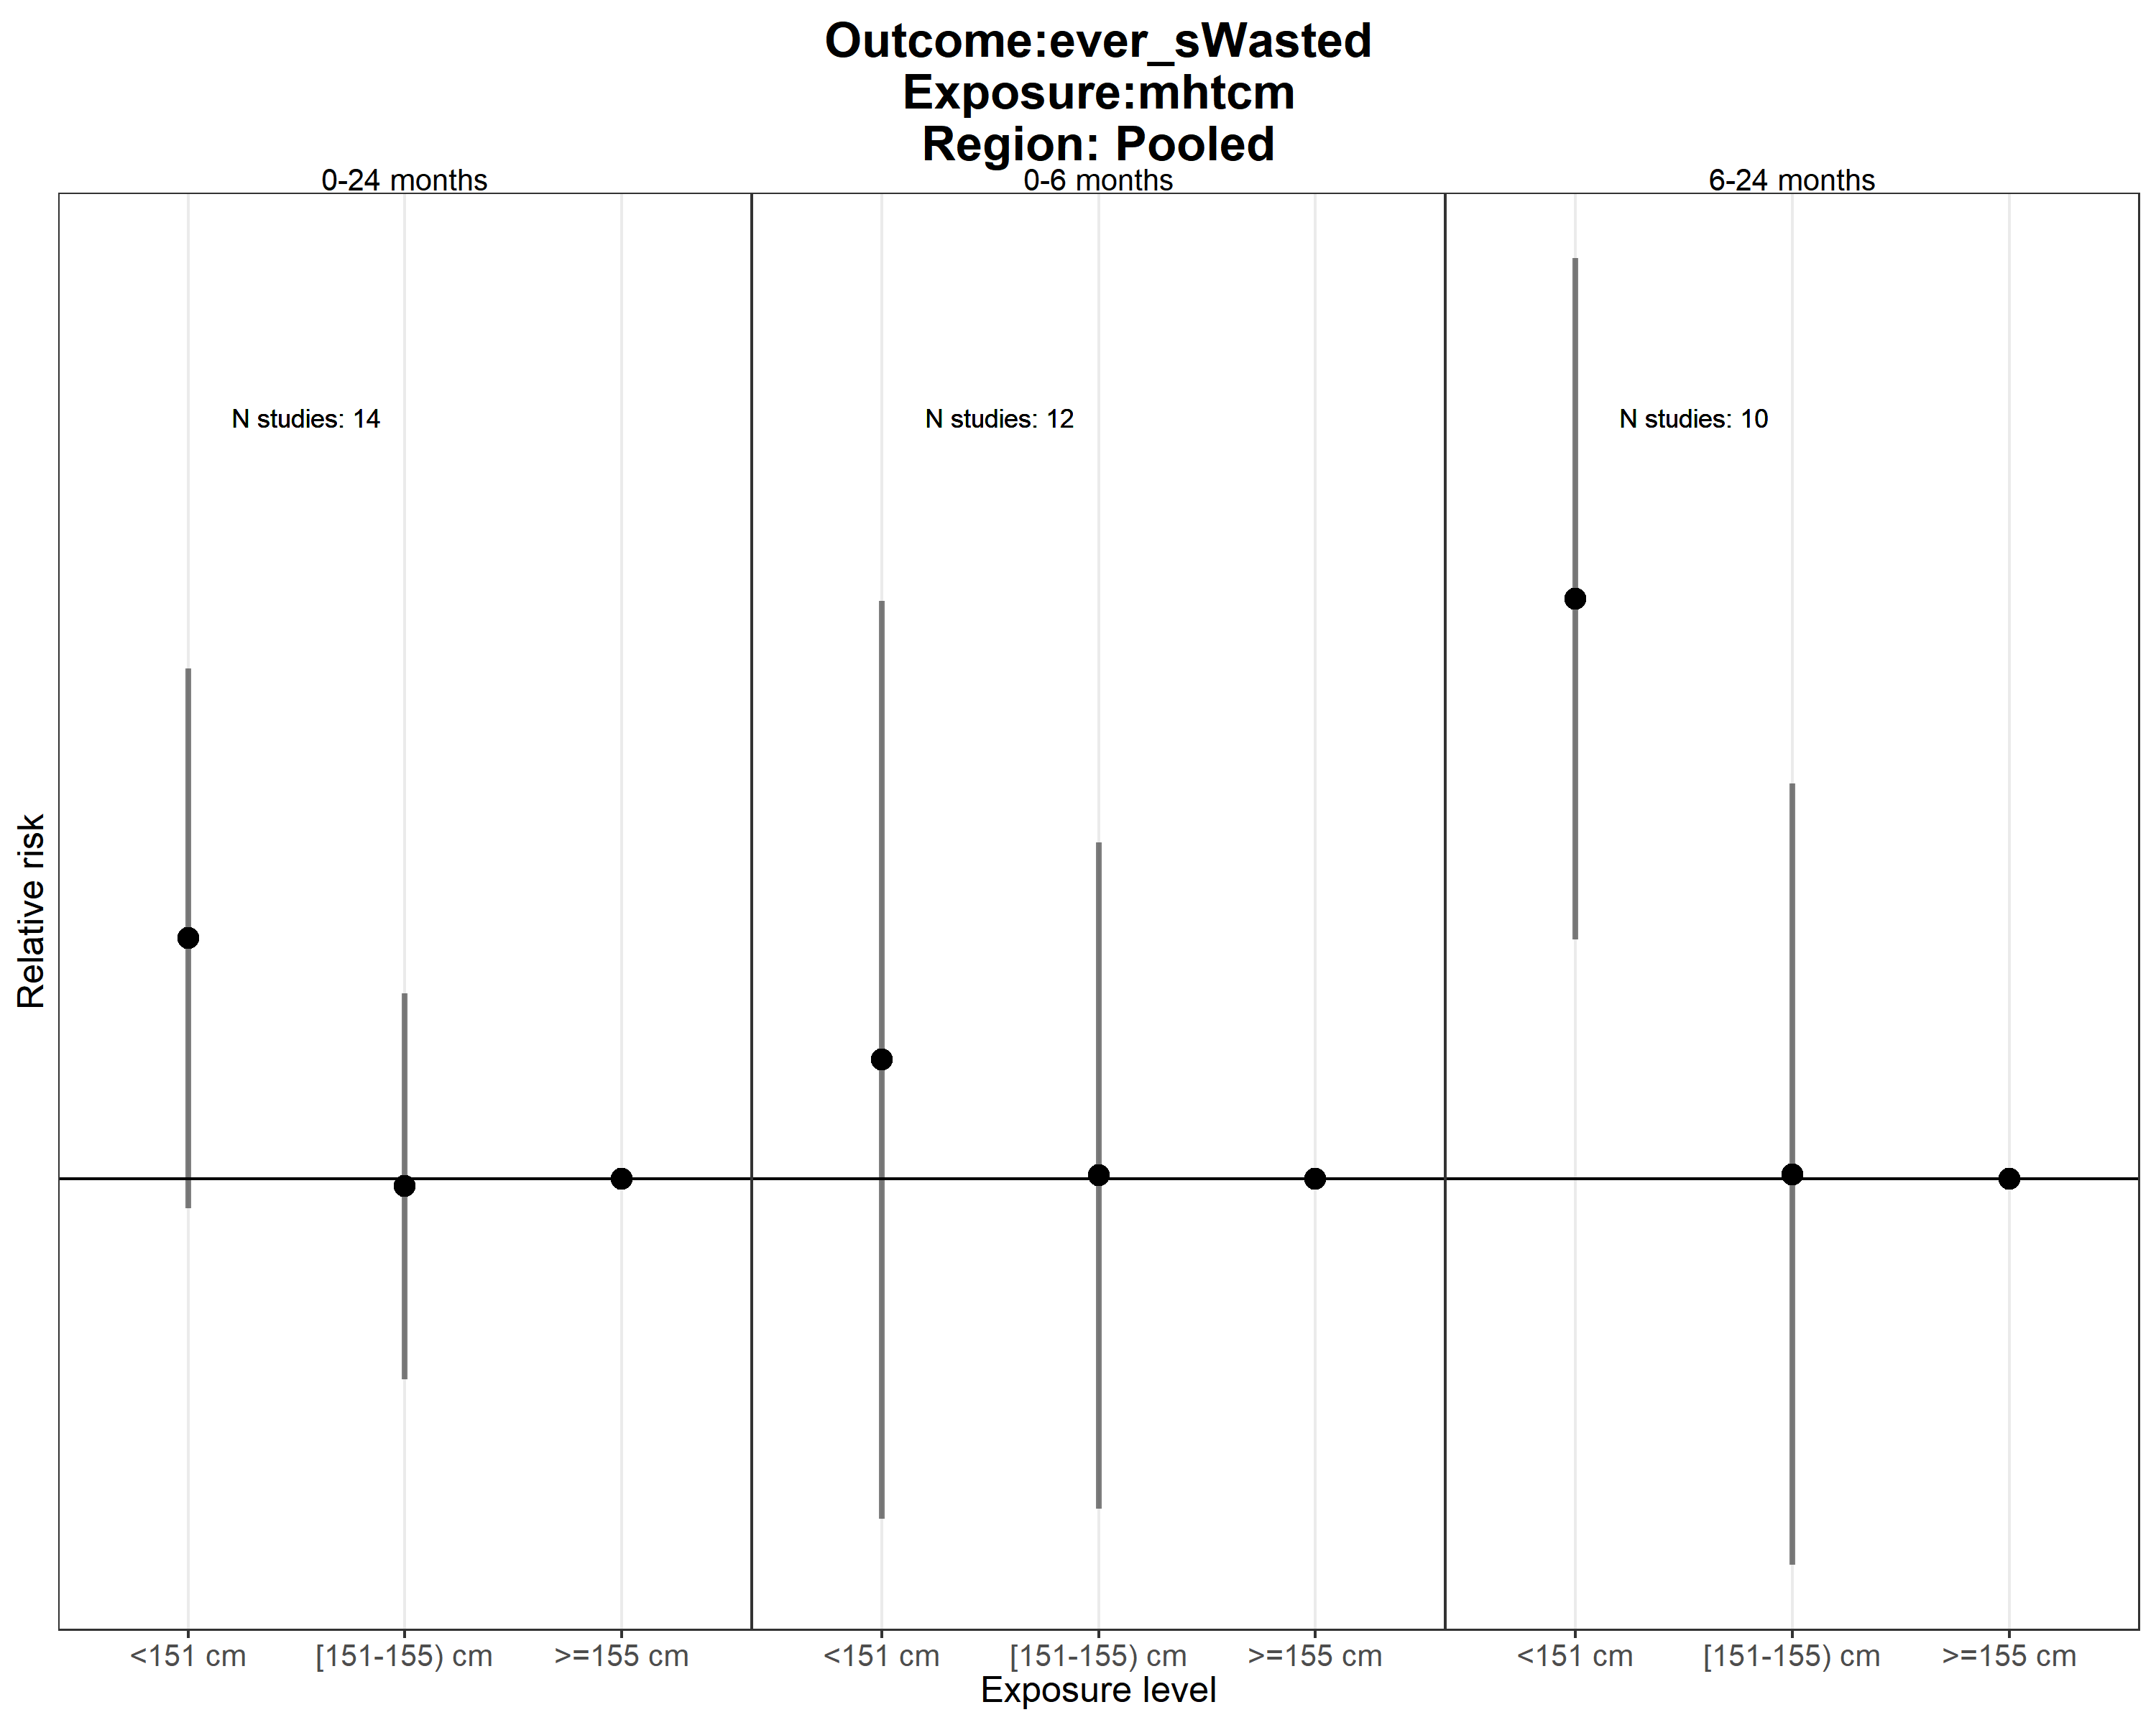 Outcome:ever_sWasted
Exposure:mhtcm
Region: Pooled
0-24 months
0-6 months
6-24 months
N studies: 14
N studies: 12
N studies: 10
Relative risk
<151 cm
[151-155) cm
>=155 cm
<151 cm
[151-155) cm
>=155 cm
<151 cm
[151-155) cm
>=155 cm
Exposure level